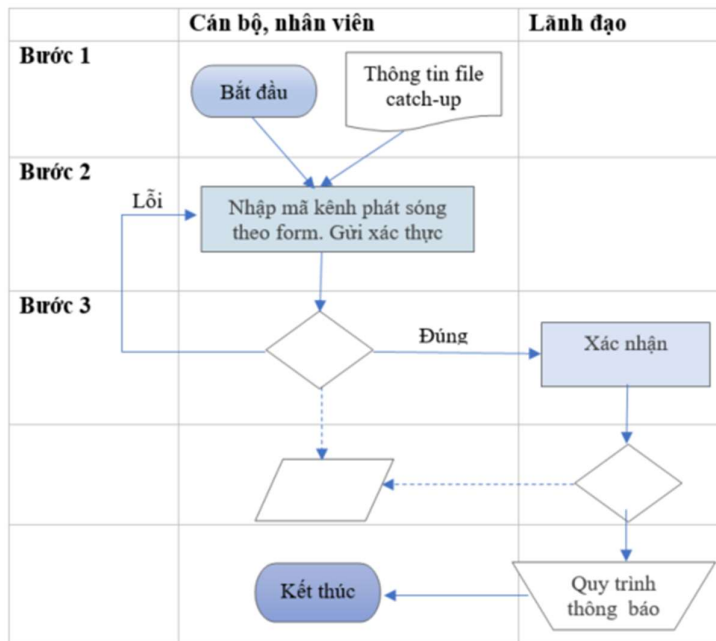 Cán bộ, nhân viên
Lãnh đạo
Bước 1
Bắt đầu
Thông tin file
catch-up
Bước 2
Lỗi
Nhập mã kênh phát sóng
theo form. Gửi xác thực
Bước 3
Đúng
Xác nhận
Kết thúc
Quy trình
thông báo